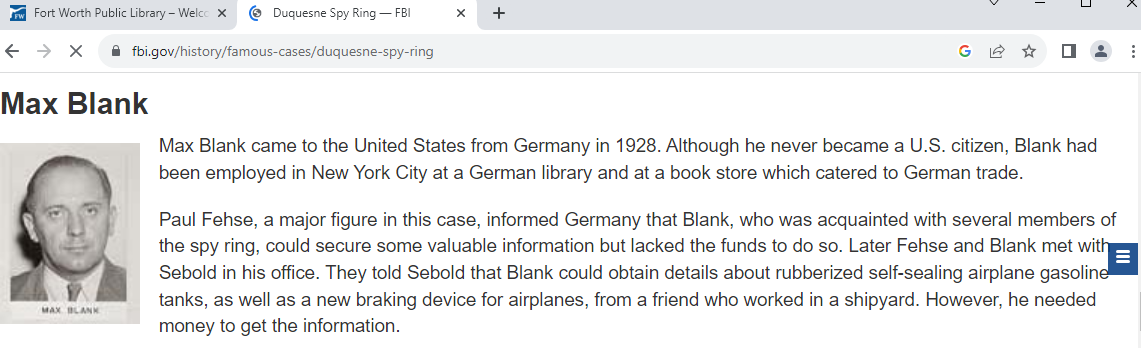 Fort Worth Public Library – Welc
Duquesne Spy Ring — FBI
fbi.gov/history/famous-cases/duquesne-spy-ring
Max Blank
Max Blank came to the United States from Germany in 1928. Although he never became a U.S. citizen, Blank had
been employed in New York City at a German library and at a book store which catered to German trade.
Paul Fehse, a major figure in this case, informed Germany that Blank, who was acquainted with several members of
the spy ring, could secure some valuable information but lacked the funds to do so. Later Fehse and Blank met with
Sebold in his office. They told Sebold that Blank could obtain details about rubberized self-sealing airplane gasoline
tanks, as well as a new braking device for airplanes, from a friend who worked in a shipyard. However, he needed
money to get the information.
MAX BLANK